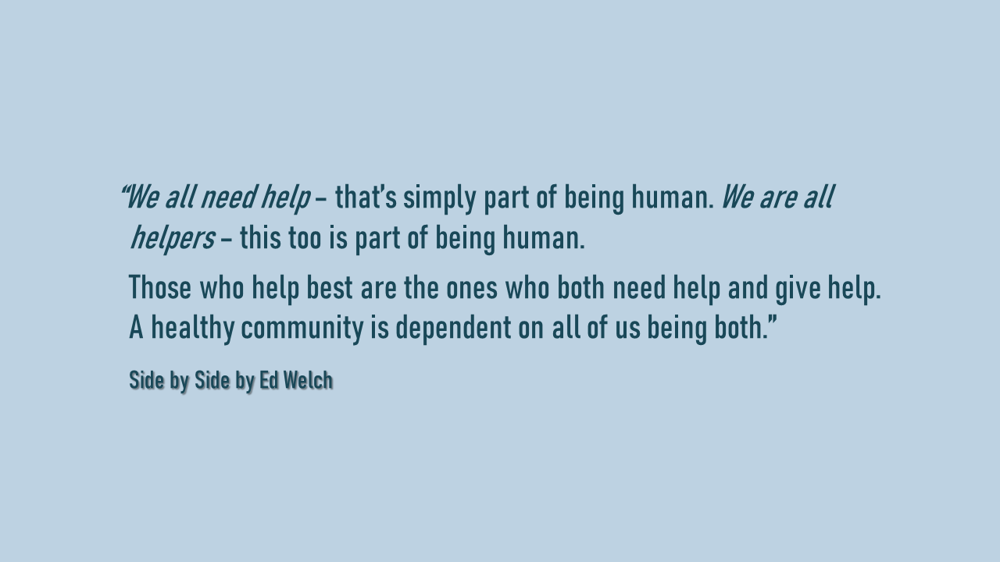 “We all need help – that’s simply part of being human. We are all
helpers – this too is part of being human.
Those who help best are the ones who both need help and give help.
A healthy community is dependent on all of us being both.”
Side by Side by Ed Welch